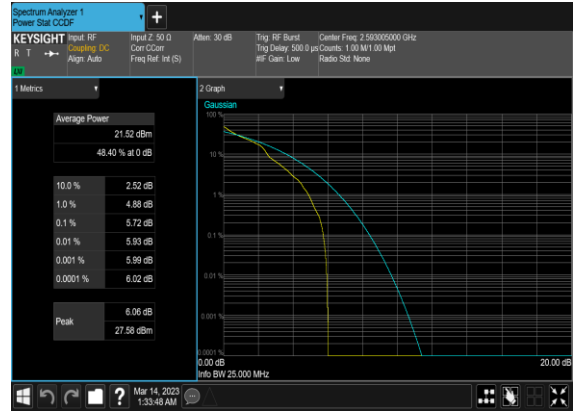 Spectrum Analyzer 1
Power Stat CCDF
KEYSIGHT
R T
LXI
Input: RF
Coupling: DC
Align: Auto
Input Z: 50 Ω
Corr CCorr
Freq Ref: Int (S)
Atten: 30 dB
Trig: RF Burst
Trig Delay: 500.0 µs
#IF Gain: Low
Center Freq: 2.593005000 GHz
Counts: 1.00 M/1.00 Mpt
Radio Std: None
1 Metrics
Average Power
21.52 dBm
48.40 % at 0 dB
10.0 % 2.52 dB
1.0 % 4.88 dB
0.1 % 5.72 dB
0.01 % 5.93 dB
0.001 % 5.99 dB
0.0001 % 6.02 dB
Peak
6.06 dB
27.58 dBm
2 Graph
Gaussian
100 %
10 %
1 %
0.1 %
0.01 %
0.001 %
0.0001 %
0.00 dB
20.00 dB
Info BW 25.000 MHz
?
Mar 14, 2023
1:33:48 AM